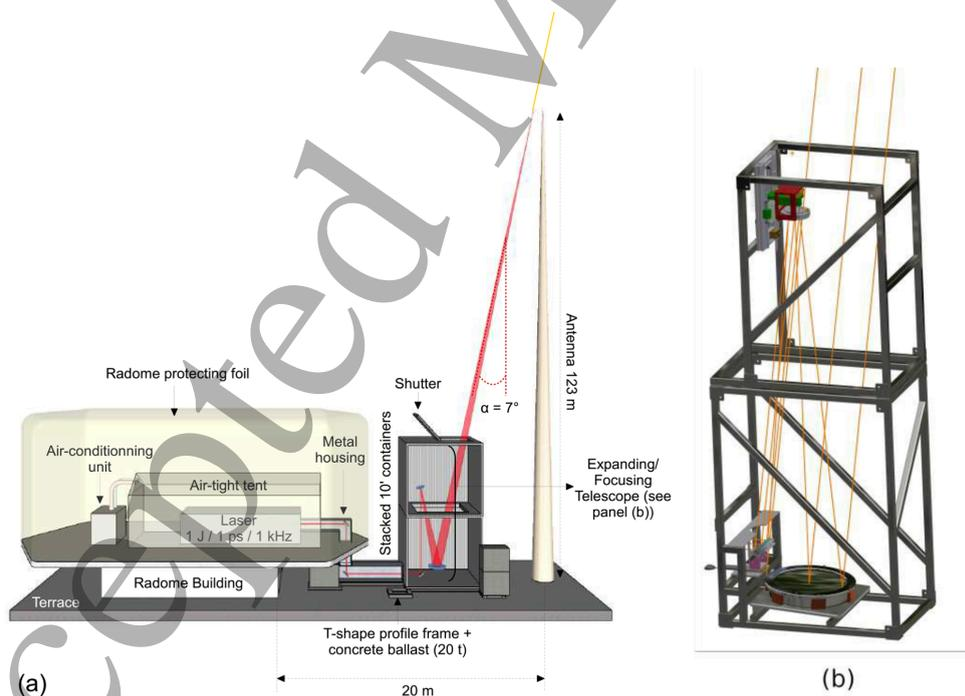 Accepted M
Antenna 123 m
Radome protecting foil
Shutter
α = 7°
Air-conditionning
unit
Metal
housing
Stacked 10' containers
Expanding/
Focusing
Telescope (see
panel (b))
Air-tight tent
Laser
1 J / 1 ps / 1 kHz
Radome Building
Terrace
T-shape profile frame +
concrete ballast (20 t)
20 m
(a)
(b)